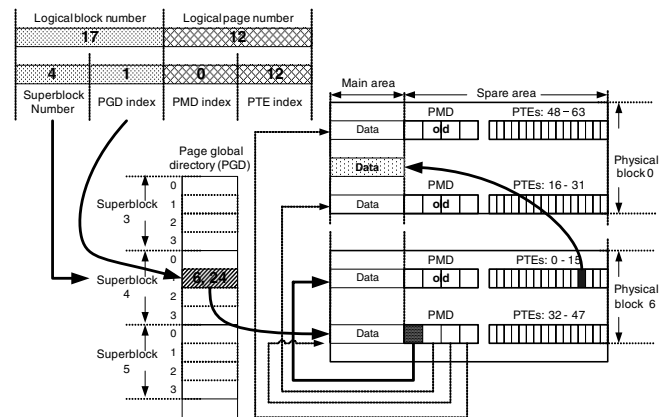 Logical block number
Logical page number
17
12
4
1
0
12
Superblock Number
PGD index
PMD index
PTE index
Main area
Spare area
Page global directory (PGD)
PMD
PTEs: 48 – 63
Data
old
Data
Physical block 0
PMD
PTEs: 16 - 31
Data
old
0
1
2
3
Superblock 3
0
6, 24
2
3
Superblock 4
0
1
2
3
Superblock 5
PMD
PTEs: 0 - 15
Data
old
PMD
PTEs: 32 - 47
Data
Physical block 6